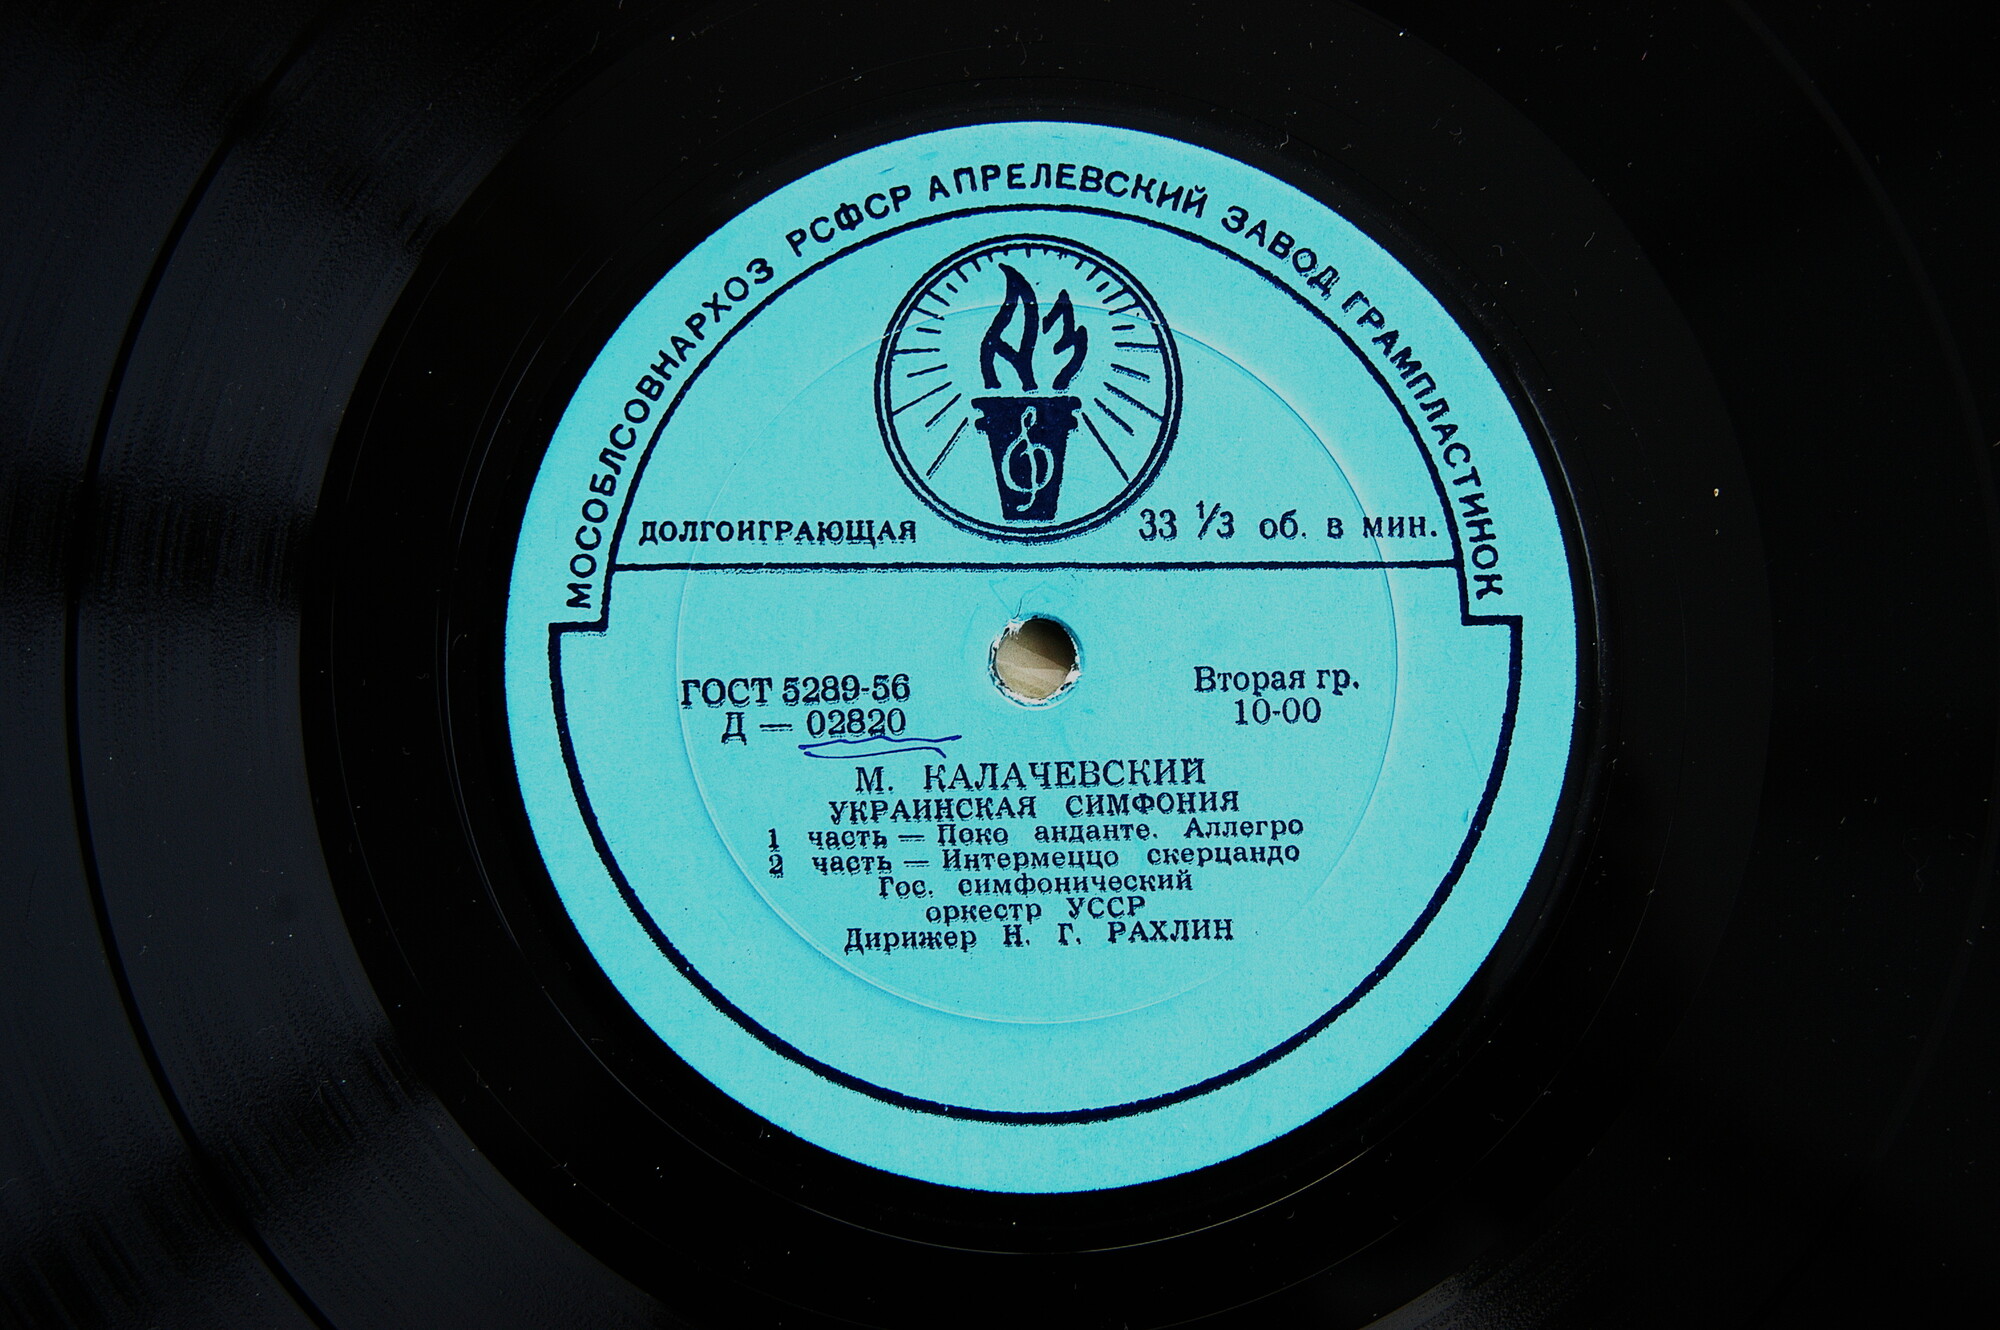 МОСОБЛСОВНАРХОЗ РСФСР АПРЕЛЕВСКИЙ ЗАВОД ГРАМПЛАСТИНОК
АЗ
ДОЛГОИГРАЮЩАЯ
33 1/3 об. в мин.
ГОСТ 5289-56
Д — 02820
Вторая гр.
10-00
М. КАЛАЧЕВСКИЙ
УКРАИНСКАЯ СИМФОНИЯ
1 часть — Поко анданте. Аллегро
2 часть — Интермеццо скерцандо
Гос. симфонический
оркестр УССР
Дирижер Н. Г. РАХЛИН